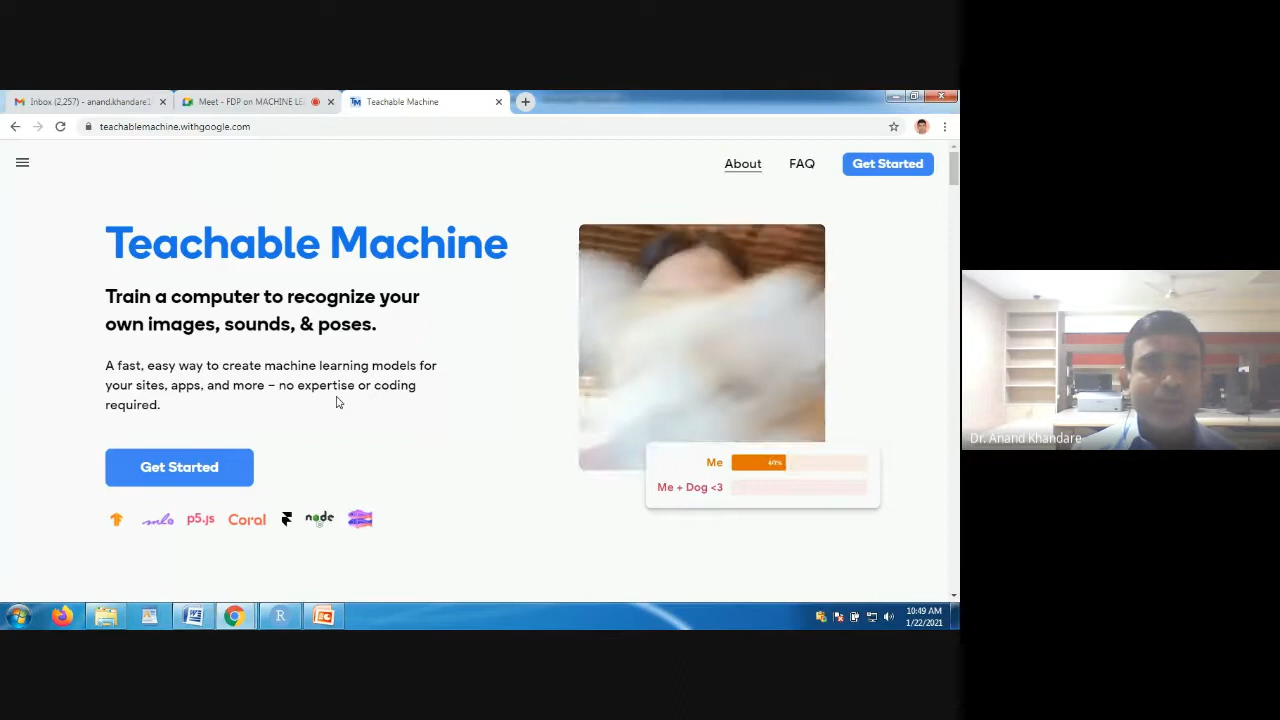 Inbox (2,257) - anand.khandare1
Meet - FDP on MACHINE LE
Teachable Machine
teachablemachine.withgoogle.com
About
FAQ
Get Started
Teachable Machine
Train a computer to recognize your
own images, sounds, & poses.
A fast, easy way to create machine learning models for
your sites, apps, and more – no expertise or coding
required.
Get Started
p5.js
Coral
node
Me
Me + Dog <3
Dr. Anand Khandare
10:49 AM
1/22/2021